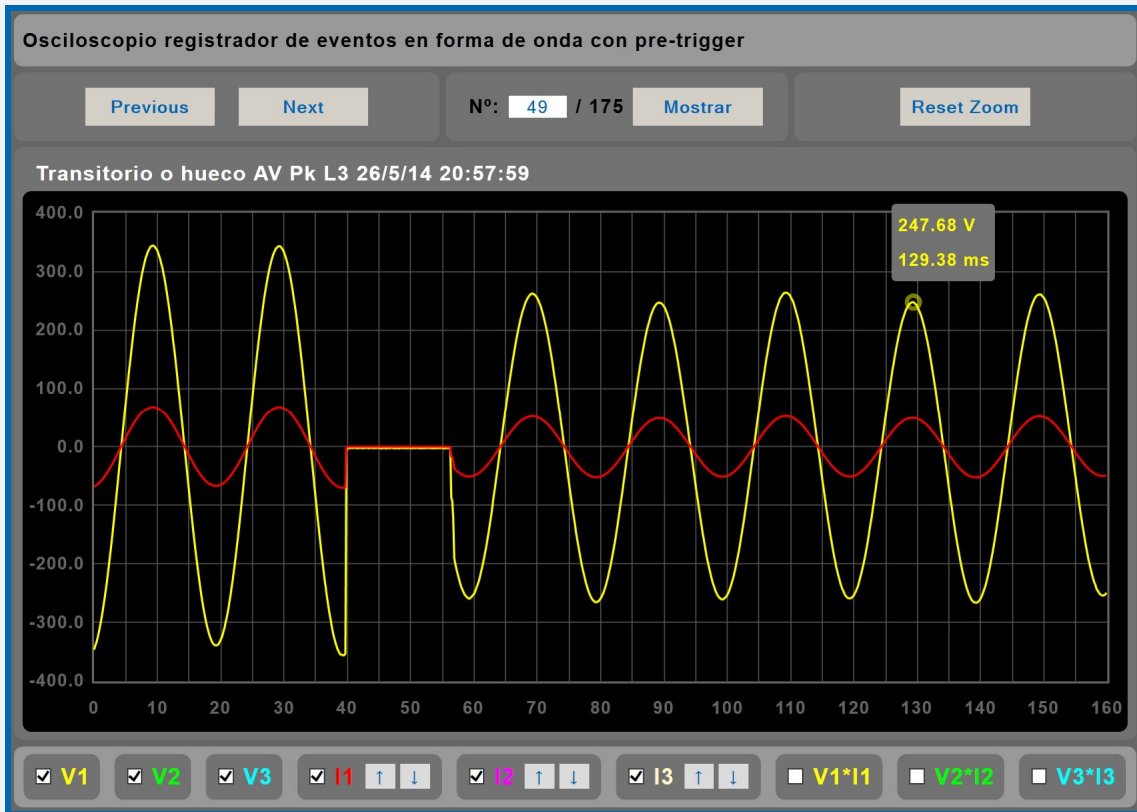 Osciloscopio registrador de eventos en forma de onda con pre-trigger
Previous Next Nº: 49 / 175 Mostrar Reset Zoom
Transitorio o hueco AV Pk L3 26/5/14 20:57:59
247.68 V
129.38 ms
400.0
300.0
200.0
100.0
0.0
-100.0
-200.0
-300.0
-400.0
0 10 20 30 40 50 60 70 80 90 100 110 120 130 140 150 160
V1 V2 V3 I1 ↑ ↓ I2 ↑ ↓ I3 ↑ ↓ V1*I1 V2*I2 V3*I3